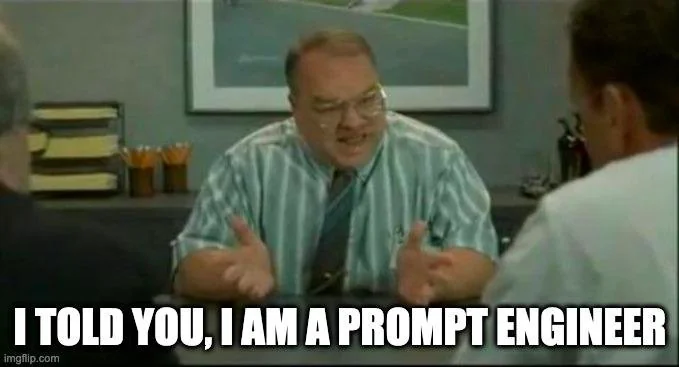 I TOLD YOU, I AM A PROMPT ENGINEER
imgflip.com